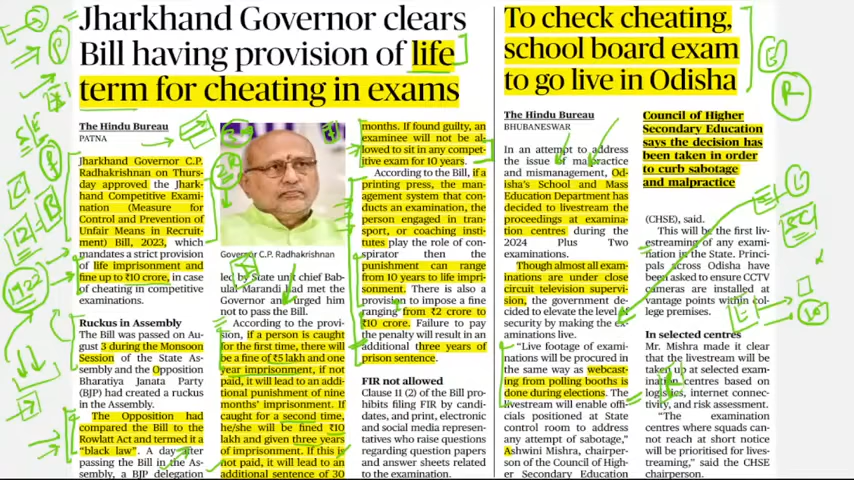 Jharkhand Governor clears
Bill having provision of life
term for cheating in exams
The Hindu Bureau
PATNA
Jharkhand Governor C.P.
Radhakrishnan on Thurs-
day approved the Jhark-
hand Competitive Exami-
nation (Measure for
Control and Prevention of
Unfair Means in Recruit-
ment) Bill, 2023, which
mandates a strict provision
of life imprisonment and
fine up to ₹10 crore, in case
of cheating in competitive
examinations.
Ruckus in Assembly
The Bill was passed on Au-
gust 3 during the Monsoon
Session of the State As-
sembly and the Opposition
Bharatiya Janata Party
(BJP) had created a ruckus
in the Assembly.
The Opposition had
compared the Bill to the
Rowlatt Act and termed it a
“black law”. A day after
passing the Bill in the As-
sembly, a BJP delegation
Governor C.P. Radhakrishnan
led by State unit chief Bab-
ulal Marandi had met the
Governor and urged him
not to pass the Bill.
According to the provi-
sion, if a person is caught
for the first time, there will
be a fine of ₹5 lakh and one
year imprisonment, if not
paid, it will lead to an addi-
tional punishment of nine
months’ imprisonment. If
caught for a second time,
he/she will be fined ₹10
lakh and given three years
of imprisonment. If this is
not paid, it will lead to an
additional sentence of 30
months. If found guilty, an
examinee will not be al-
lowed to sit in any compet-
itive exam for 10 years.
According to the Bill, if a
printing press, the ma-
nagement system that con-
ducts an examination, the
person engaged in tran-
sport, or coaching insti-
tutes play the role of con-
spirator then the
punishment can range
from 10 years to life impri-
sonment. There is also a
provision to impose a fine
ranging from ₹2 crore to
₹10 crore. Failure to pay
the penalty will result in an
additional three years of
prison sentence.
FIR not allowed
Clause 11 (2) of the Bill pro-
hibits filing FIR by candi-
dates, and print, electronic
and social media represen-
tatives who raise questions
regarding question papers
and answer sheets related
to the examination.
To check cheating,
school board exam
to go live in Odisha
The Hindu Bureau
BHUBANESWAR
In an attempt to address
the issue of malpractice
and mismanagement, Od-
isha’s School and Mass
Education Department has
decided to livestream the
proceedings at examina-
tion centres during the
2024 Plus Two
examinations.
Though almost all exa-
minations are under close
circuit television supervi-
sion, the government de-
cided to elevate the level of
security by making the ex-
aminations live.
“Live footage of exami-
nations will be procured in
the same way as webcast-
ing from polling booths is
done during elections. The
livestream will enable offi-
cials positioned at State
control room to address
any attempt of sabotage,”
Aswini Mishra, chairper-
son of the Council of High-
er Secondary Education
Council of Higher
Secondary Education
says the decision has
been taken in order
to curb sabotage
and malpractice
(CHSE), said.
This will be the first liv-
estreaming of any exami-
nation in the State. Princi-
pals across Odisha have
been asked to ensure CCTV
cameras are installed at
vantage points within col-
lege premises.
In selected centres
Mr. Mishra made it clear
that the livestream will be
taken up at selected exam-
ination centres based on
logistics, internet connec-
tivity, and risk assessment.
“The examination
centres where squads can-
not reach at short notice
will be prioritised for lives-
treaming,” said the CHSE
chairperson.